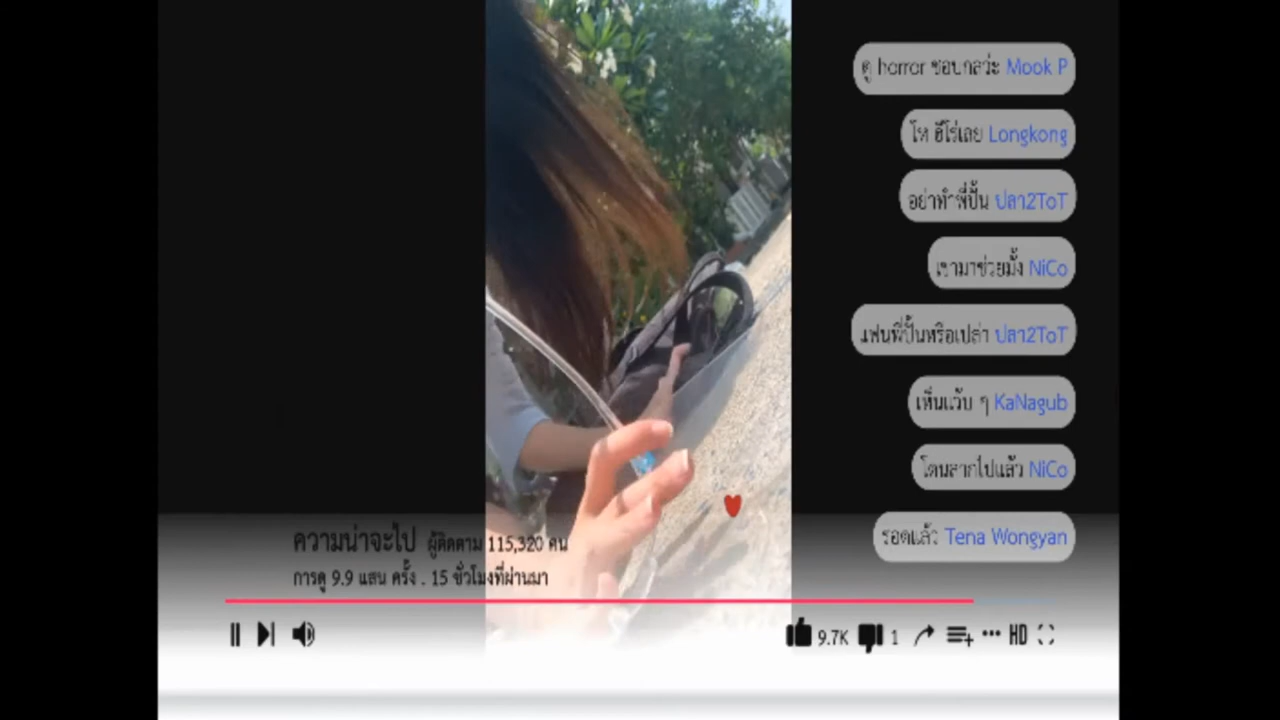 ดู horror ชอบกลว่ะ Mook P
โห ฮีโร่เลย Longkong
อย่าทำพี่ปั้น ปลา2ToT
เขามาช่วยมั้ง NiCo
แฟนพี่ปั้นหรือเปล่า ปลา2ToT
เห็นแว้บ ๆ KaNagub
โดนลากไปแล้ว NiCo
รอดแล้ว Tena Wongyan
ความน่าจะไป ผู้ติดตาม 115,320 คน
การดู 9.9 แสน ครั้ง . 15 ชั่วโมงที่ผ่านมา
9.7K 1 HD